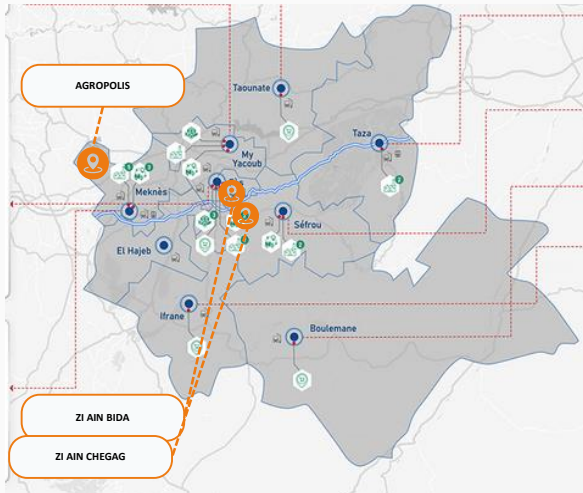 AGROPOLIS
Taounate
Taza
My
Yacoub
Meknès
Séfrou
El Hajeb
Ifrane
Boulemane
ZI AIN BIDA
ZI AIN CHEGAG